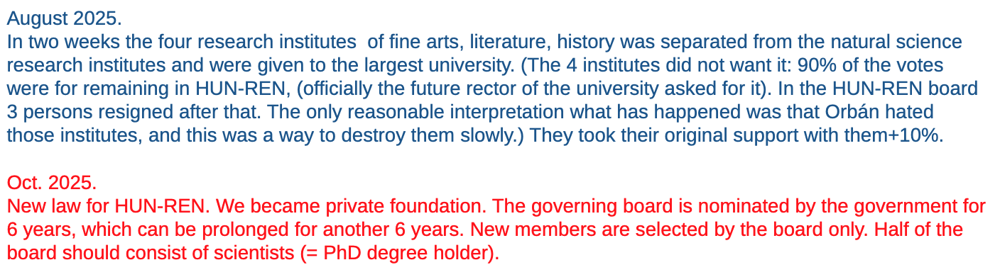 August 2025.
In two weeks the four research institutes  of fine arts, literature, history was separated from the natural science
research institutes and were given to the largest university. (The 4 institutes did not want it: 90% of the votes
were for remaining in HUN-REN, (officially the future rector of the university asked for it). In the HUN-REN board
3 persons resigned after that. The only reasonable interpretation what has happened was that Orbán hated
those institutes, and this was a way to destroy them slowly.) They took their original support with them+10%.
Oct. 2025.
New law for HUN-REN. We became private foundation. The governing board is nominated by the government for
6 years, which can be prolonged for another 6 years. New members are selected by the board only. Half of the
board should consist of scientists (= PhD degree holder).